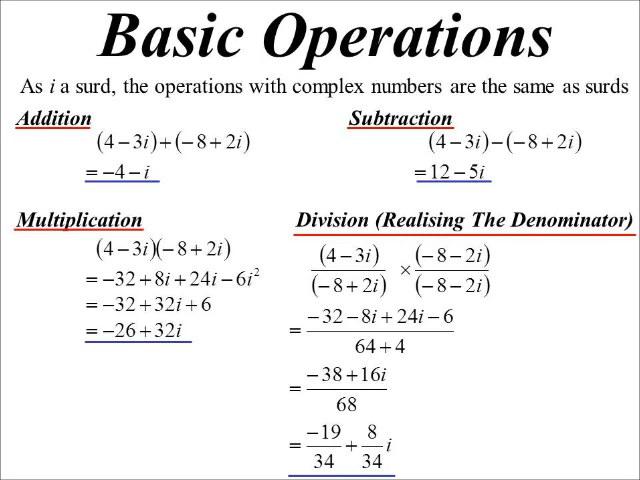 Basic Operations
As i a surd, the operations with complex numbers are the same as surds
Addition
(4 − 3i) + (− 8 + 2i)
= −4 − i
Subtraction
(4 − 3i) − (− 8 + 2i)
= 12 − 5i
Multiplication
(4 − 3i)(− 8 + 2i)
= −32 + 8i + 24i − 6i²
= −32 + 32i + 6
= −26 + 32i
Division (Realising The Denominator)
(4 − 3i)/(− 8 + 2i) × (− 8 − 2i)/(− 8 − 2i)
= (− 32 − 8i + 24i − 6)/(64 + 4)
= (− 38 + 16i)/68
= −19/34 + 8/34 i